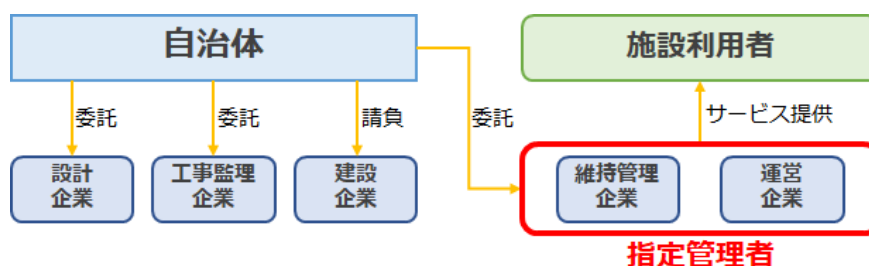 自治体
施設利用者
委託
委託
請負
委託
サービス提供
設計
企業
工事監理
企業
建設
企業
維持管理
企業
運営
企業
指定管理者